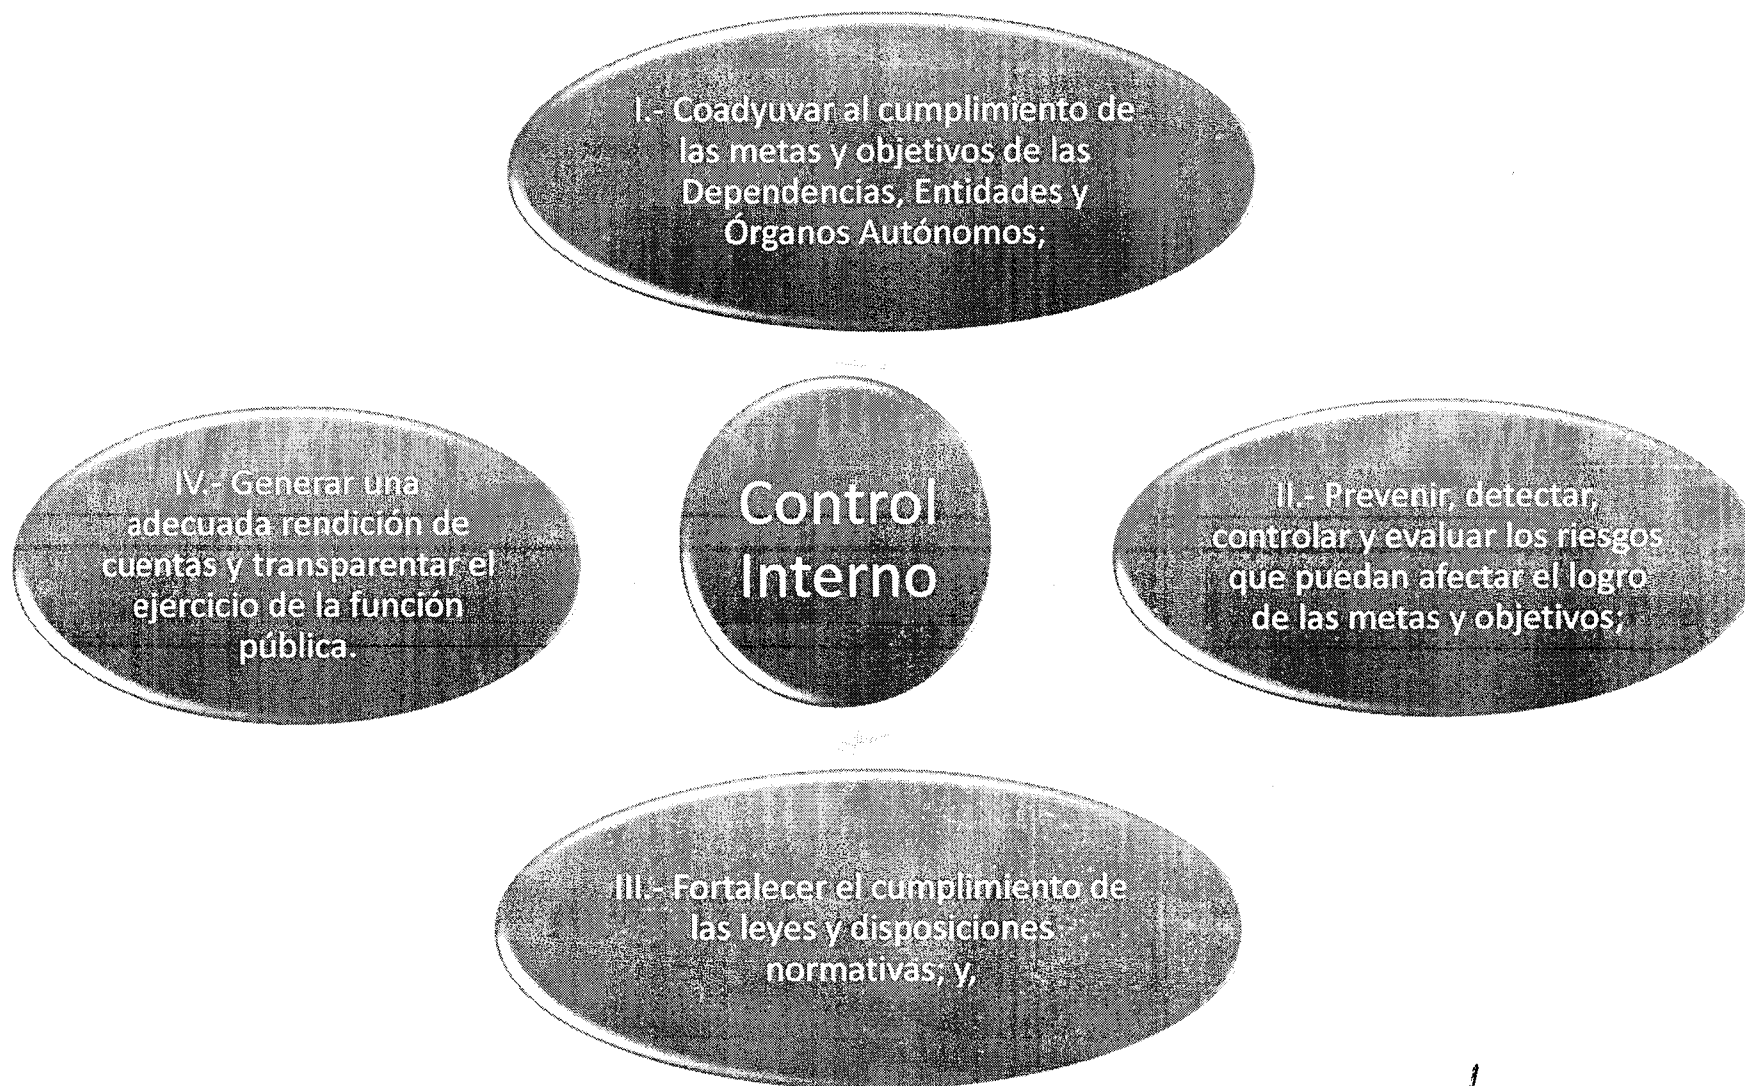 I.- Coadyuvar al cumplimiento de
las metas y objetivos de las
Dependencias, Entidades y
Órganos Autónomos;
Control
Interno
II.- Prevenir, detectar,
controlar y evaluar los riesgos
que puedan afectar el logro
de las metas y objetivos;
III.- Fortalecer el cumplimiento de
las leyes y disposiciones
normativas; y,
IV.- Generar una
adecuada rendición de
cuentas y transparentar el
ejercicio de la función
pública.